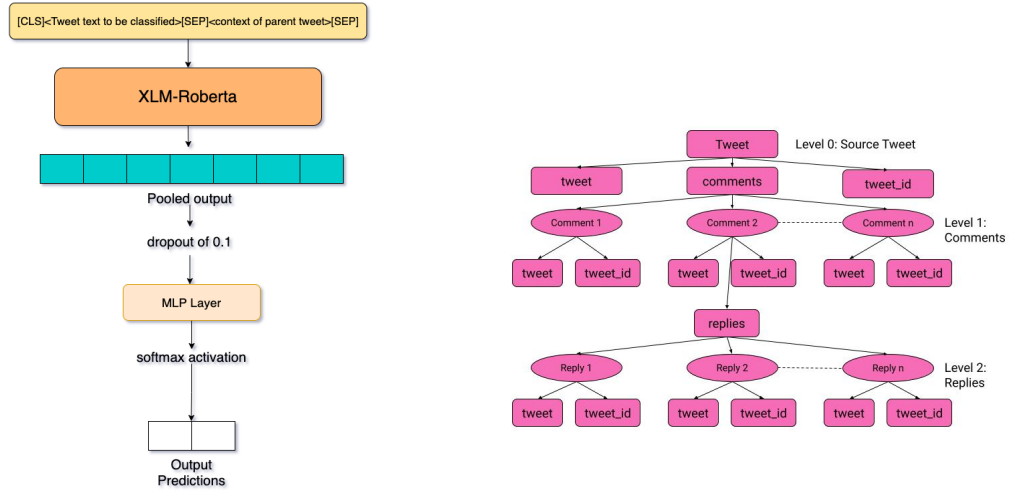 [CLS]<Tweet text to be classified>[SEP]<context of parent tweet>[SEP]
XLM-Roberta
Pooled output
dropout of 0.1
MLP Layer
softmax activation
Output
Predictions
Tweet
Level 0: Source Tweet
tweet
comments
tweet_id
Comment 1
Comment 2
Comment n
Level 1:
Comments
tweet
tweet_id
tweet
tweet_id
tweet
tweet_id
replies
Reply 1
Reply 2
Reply n
Level 2:
Replies
tweet
tweet_id
tweet
tweet_id
tweet
tweet_id